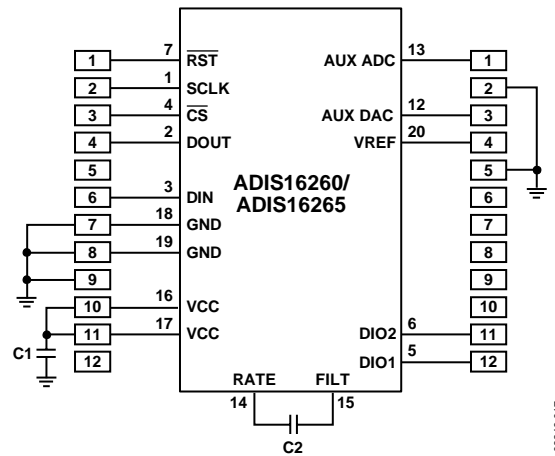 1 7 RST AUX ADC 13 1
2 1 SCLK 2
3 4 CS AUX DAC 12 3
4 2 DOUT VREF 20 4
5 5
ADIS16260/
ADIS16265
6 3 DIN 6
7 18 GND 7
8 19 GND 8
9 9
10 16 VCC 10
11 17 VCC DIO2 6 11
C1
12 DIO1 5 12
RATE FILT
14 15
C2